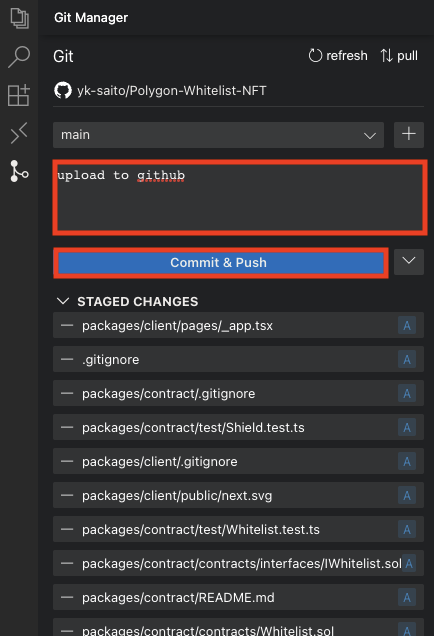 Git Manager
Git
refresh
pull
yk-saito/Polygon-Whitelist-NFT
main
upload to github
Commit & Push
STAGED CHANGES
packages/client/pages/_app.tsx A
.gitignore A
packages/contract/.gitignore A
packages/contract/test/Shield.test.ts A
packages/client/.gitignore A
packages/client/public/next.svg A
packages/contract/test/Whitelist.test.ts A
packages/contract/contracts/interfaces/IWhitelist.sol A
packages/contract/README.md A
packages/contract/contracts/Whitelist.sol A